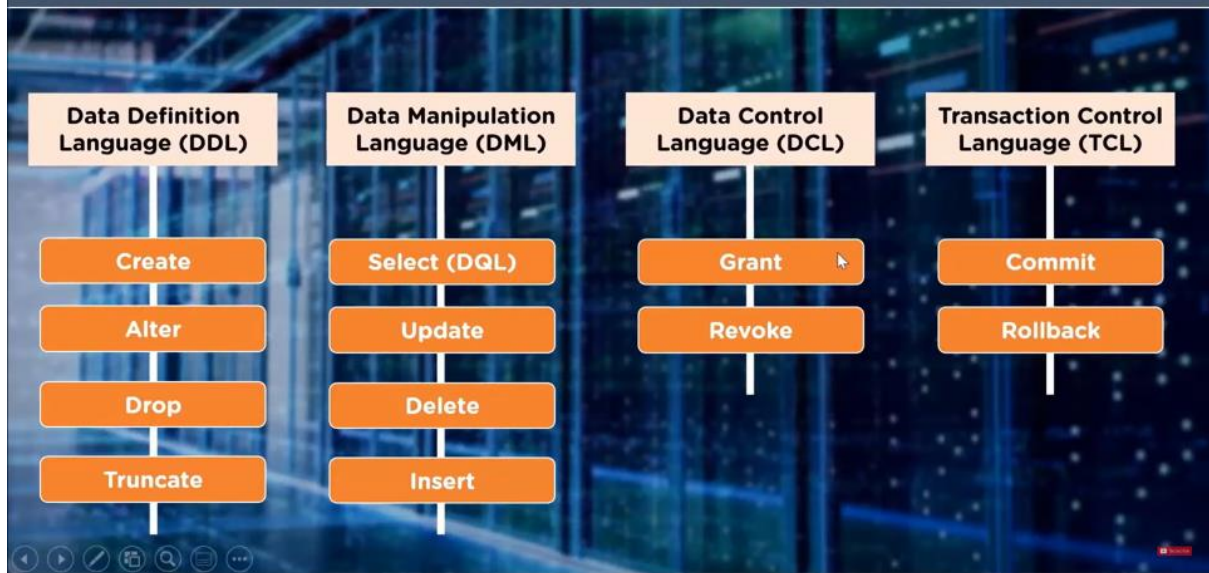 Data Definition
Language (DDL)
Create
Alter
Drop
Truncate
Data Manipulation
Language (DML)
Select (DQL)
Update
Delete
Insert
Data Control
Language (DCL)
Grant
Revoke
Transaction Control
Language (TCL)
Commit
Rollback